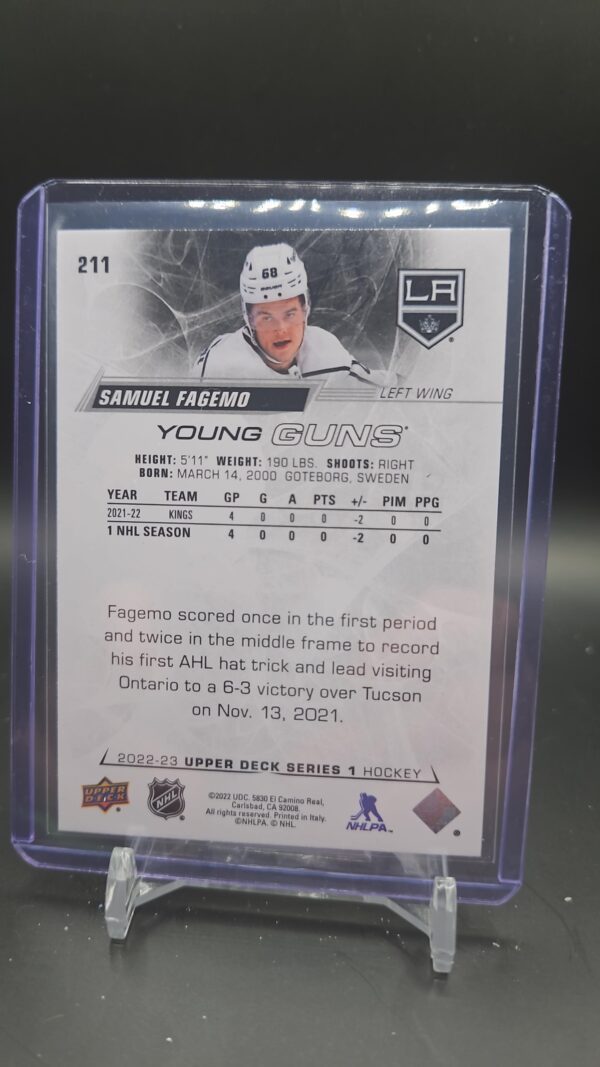 211
68
BAUER
LA
SAMUEL FAGEMO
LEFT WING
YOUNG GUNS
HEIGHT: 5'11" WEIGHT: 190 LBS. SHOOTS: RIGHT
BORN: MARCH 14, 2000 GOTEBORG, SWEDEN
YEAR TEAM GP G A PTS +/- PIM PPG
2021-22 KINGS 4 0 0 0 -2 0 0
1 NHL SEASON 4 0 0 0 -2 0 0
Fagemo scored once in the first period
and twice in the middle frame to record
his first AHL hat trick and lead visiting
Ontario to a 6-3 victory over Tucson
on Nov. 13, 2021.
2022-23 UPPER DECK SERIES 1 HOCKEY
UPPER
DECK
NHL
©2022 UDC. 5830 El Camino Real,
Carlsbad, CA 92008.
All rights reserved. Printed in Italy.
©NHLPA. © NHL.
NHLPA™